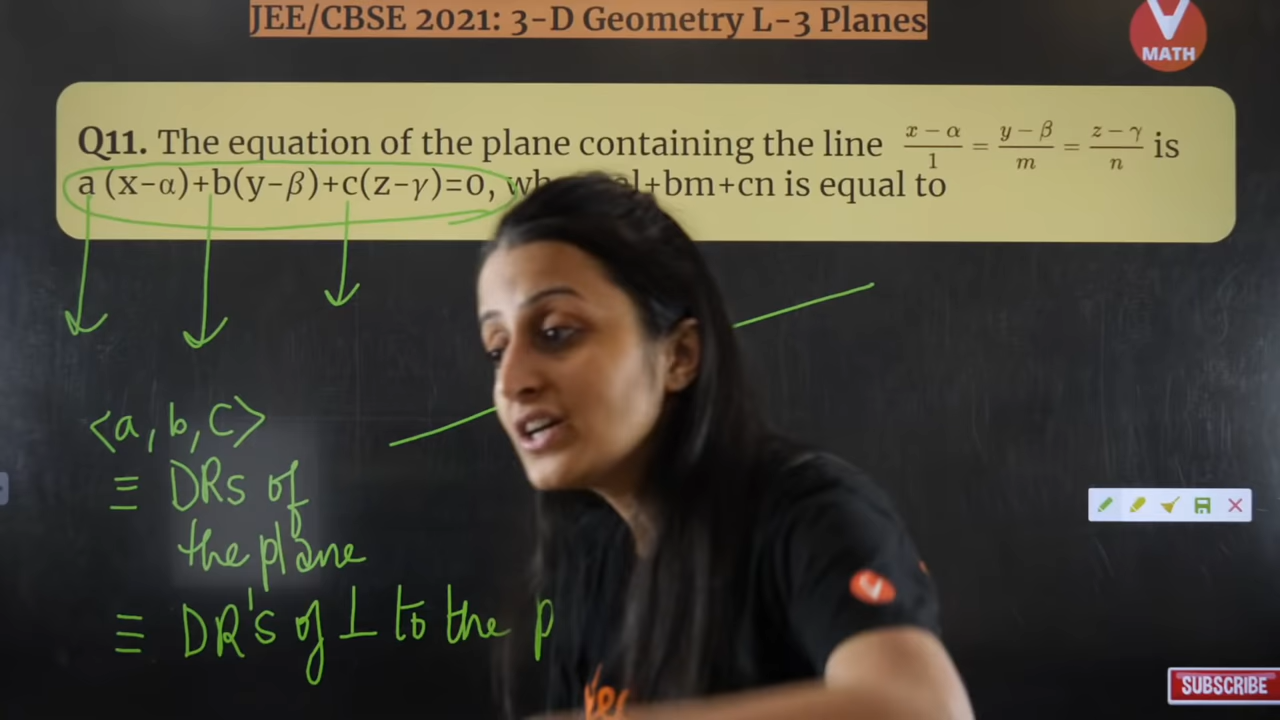 JEE/CBSE 2021: 3-D Geometry L-3 Planes
V
MATH
Q11. The equation of the plane containing the line (x − α)/1 = (y − β)/m = (z − γ)/n is
a (x-α)+b(y-β)+c(z-γ)=0, l+bm+cn is equal to
<a, b, c>
≡ DRs of
the plane
≡ DR's of ⊥ to the p
SUBSCRIBE